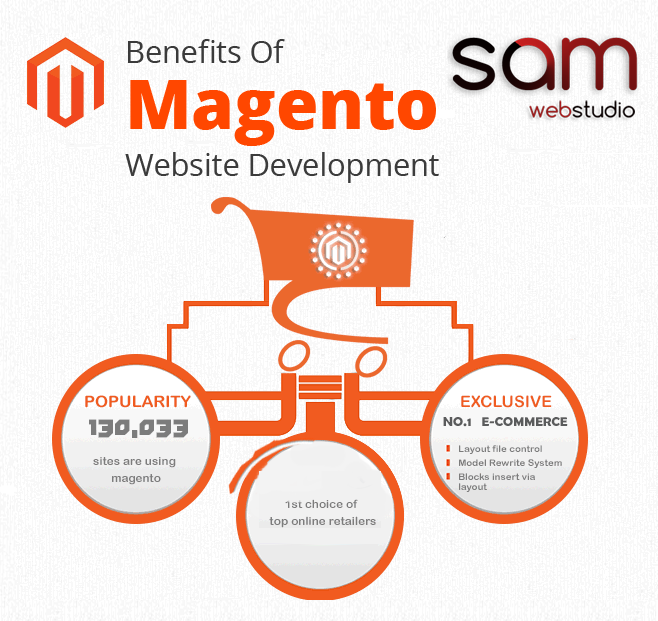 Benefits Of
Magento
Website Development
sam
webstudio
POPULARITY
130,033
sites are using
magento
EXCLUSIVE
NO.1 E-COMMERCE
Layout file control
Model Rewrite System
Blocks insert via
layout
1st choice of
top online retailers